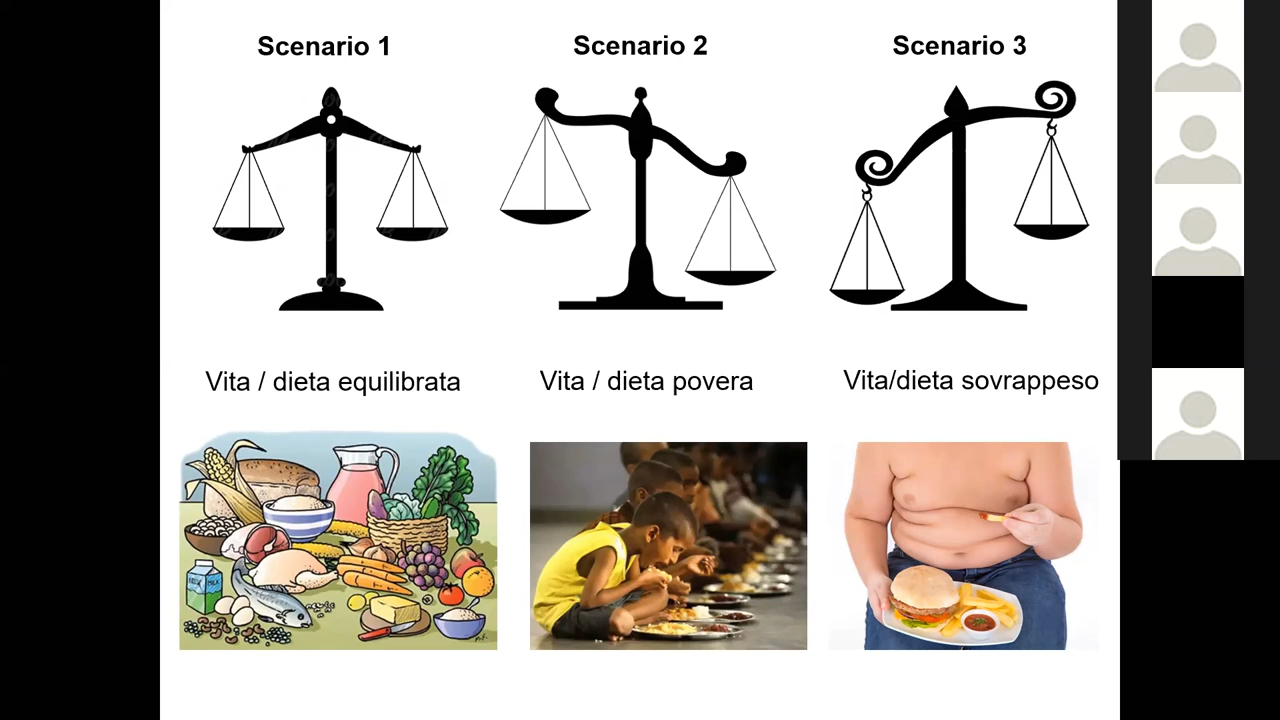 Scenario 1
Scenario 2
Scenario 3
Vita / dieta equilibrata
Vita / dieta povera
Vita/dieta sovrappeso